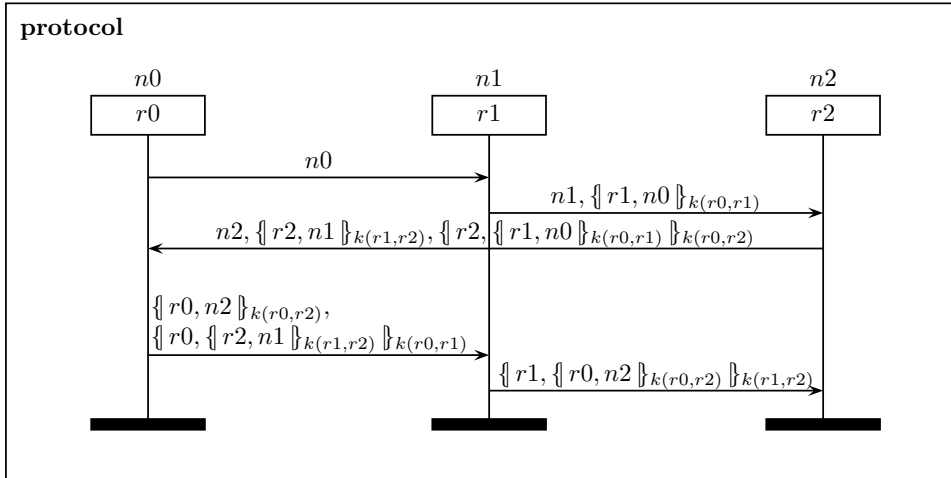 protocol
n0 n1 n2
r0 r1 r2
n0
n1, {| r1, n0 |}k(r0,r1)
n2, {| r2, n1 |}k(r1,r2), {| r2, {| r1, n0 |}k(r0,r1) |}k(r0,r2)
{| r0, n2 |}k(r0,r2),
{| r0, {| r2, n1 |}k(r1,r2) |}k(r0,r1)
{| r1, {| r0, n2 |}k(r0,r2) |}k(r1,r2)